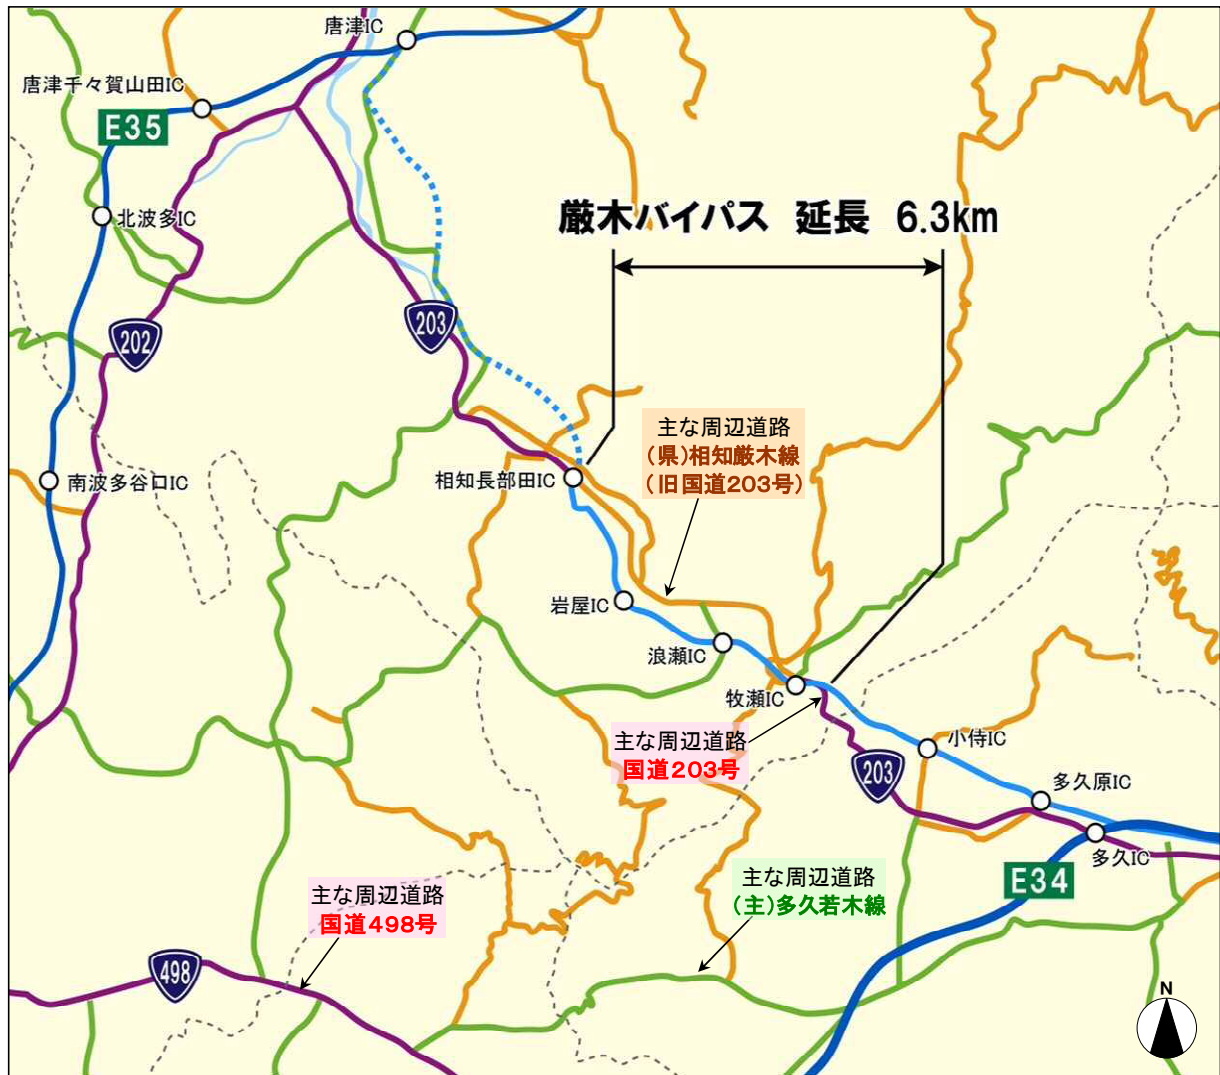 唐津IC
唐津千々賀山田IC
E35
北波多IC
厳木バイパス 延長 6.3km
202
203
主な周辺道路
(県)相知厳木線
(旧国道203号)
相知長部田IC
南波多谷口IC
岩屋IC
浪瀬IC
牧瀬IC
主な周辺道路
国道203号
小侍IC
203
多久原IC
多久IC
E34
主な周辺道路
(主)多久若木線
主な周辺道路
国道498号
498
N